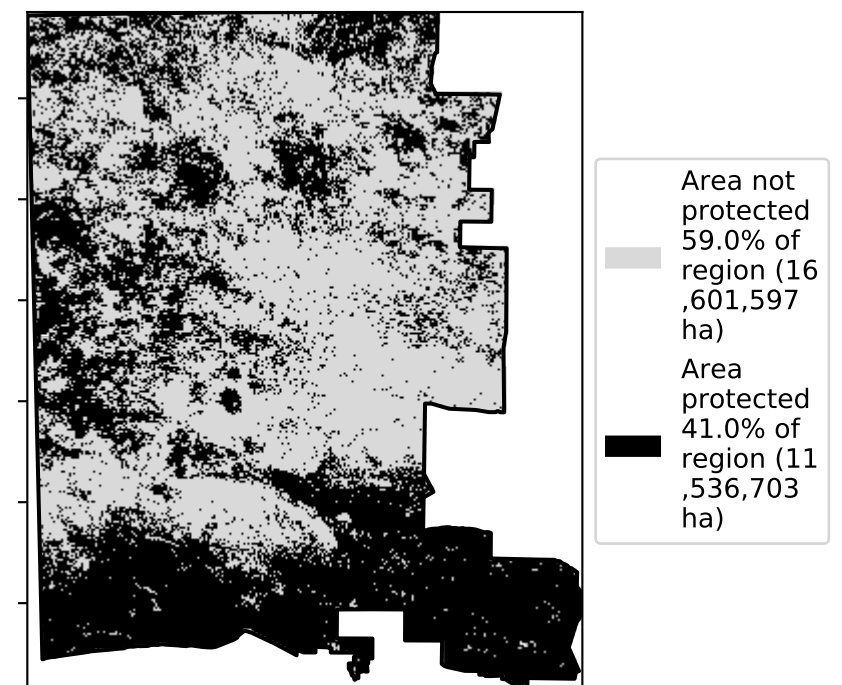 Area not
protected
59.0% of
region (16
,601,597
ha)
Area
protected
41.0% of
region (11
,536,703
ha)